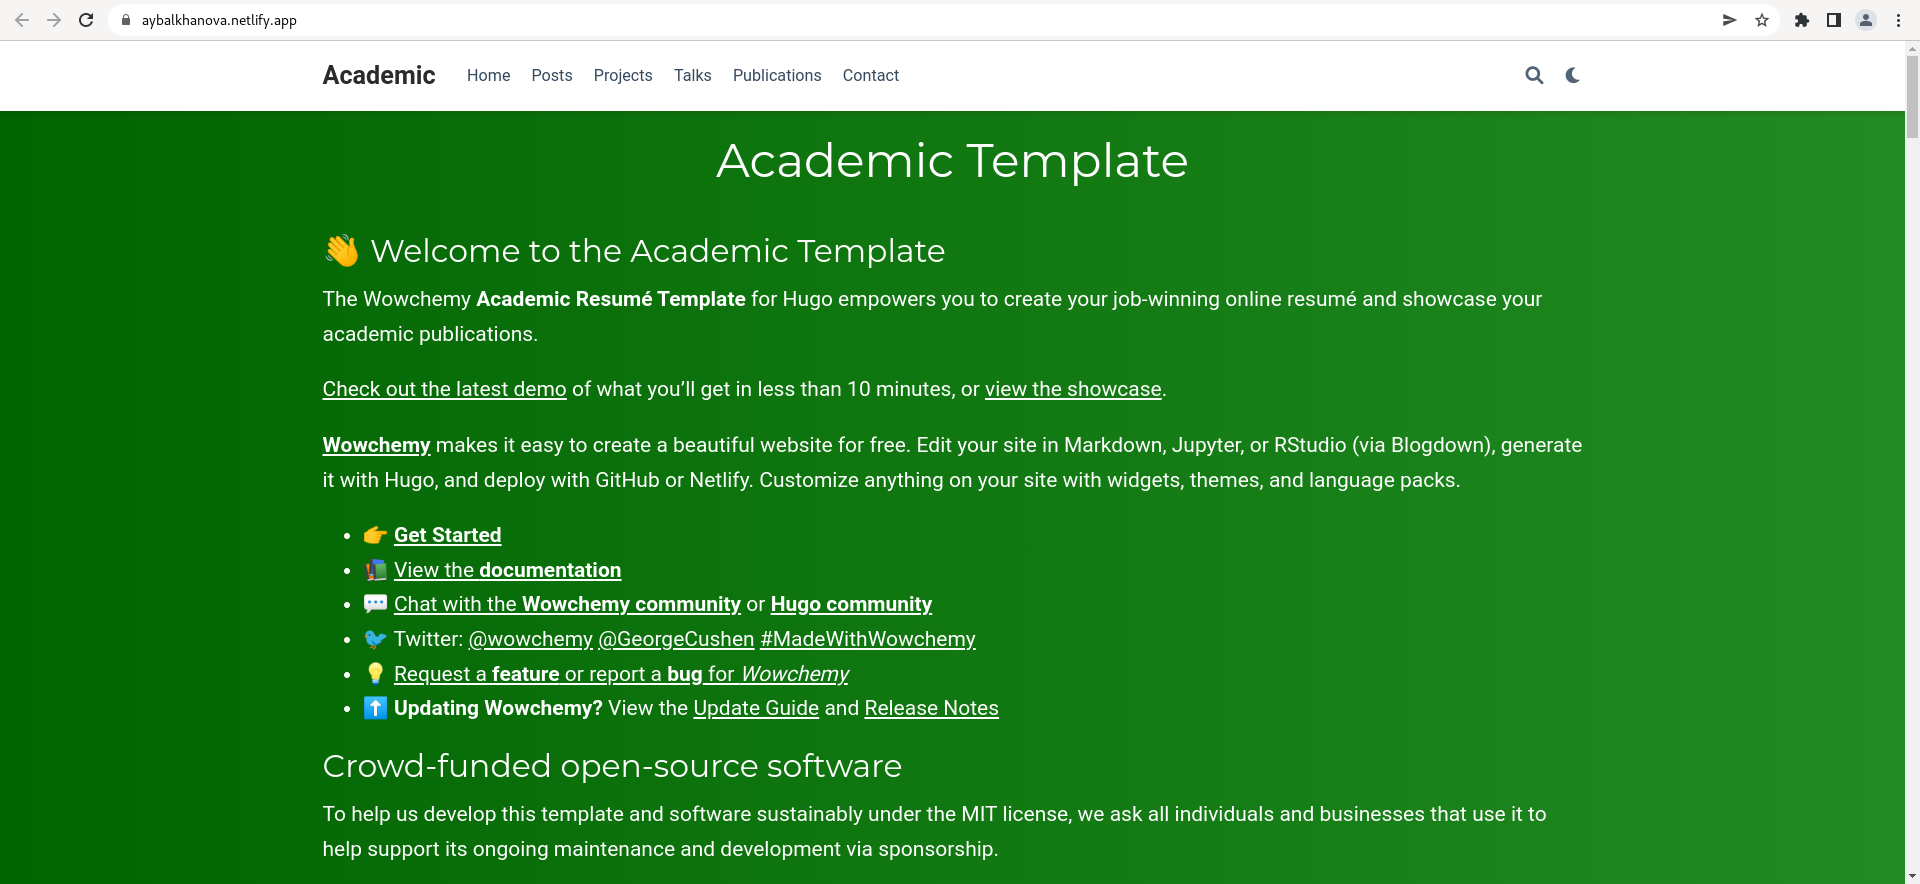 aybalkhanova.netlify.app
Academic Home Posts Projects Talks Publications Contact
Academic Template
👋 Welcome to the Academic Template
The Wowchemy Academic Resumé Template for Hugo empowers you to create your job-winning online resumé and showcase your
academic publications.
Check out the latest demo of what you’ll get in less than 10 minutes, or view the showcase.
Wowchemy makes it easy to create a beautiful website for free. Edit your site in Markdown, Jupyter, or RStudio (via Blogdown), generate
it with Hugo, and deploy with GitHub or Netlify. Customize anything on your site with widgets, themes, and language packs.
• 👉 Get Started
• 📚 View the documentation
• 💬 Chat with the Wowchemy community or Hugo community
• 🐦 Twitter: @wowchemy @GeorgeCushen #MadeWithWowchemy
• 💡 Request a feature or report a bug for Wowchemy
• ⬆️ Updating Wowchemy? View the Update Guide and Release Notes
Crowd-funded open-source software
To help us develop this template and software sustainably under the MIT license, we ask all individuals and businesses that use it to
help support its ongoing maintenance and development via sponsorship.